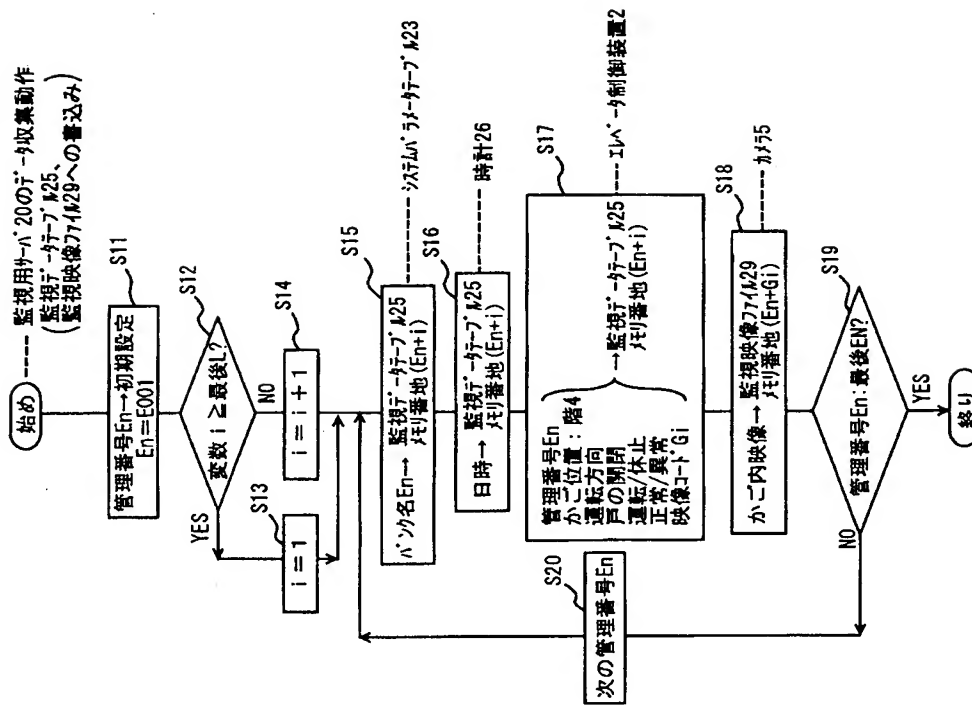 始め
監視用サーバ20のデータ収集動作
(監視データテーブル25、
監視映像ファイル29への書込み)
S11
管理番号En→初期設定
En=E001
S12
変数 i ≧最後L?
YES
NO
S13
i = 1
S14
i = i + 1
S15
バンク名En→監視データテーブル25
メモリ番地(En+i)
システムパラメータテーブル23
S16
日時→監視データテーブル25
メモリ番地(En+i)
時計26
S17
管理番号En
かご位置:階4
運転方向
戸の開閉
運転/休止
正常/異常
映像コードGi
→監視データテーブル25
メモリ番地(En+i)
エレベータ制御装置2
S18
かご内映像→監視映像ファイル29
メモリ番地(En+Gi)
カメラ5
S19
管理番号En:最後EN?
NO
YES
S20
次の管理番号En
終り